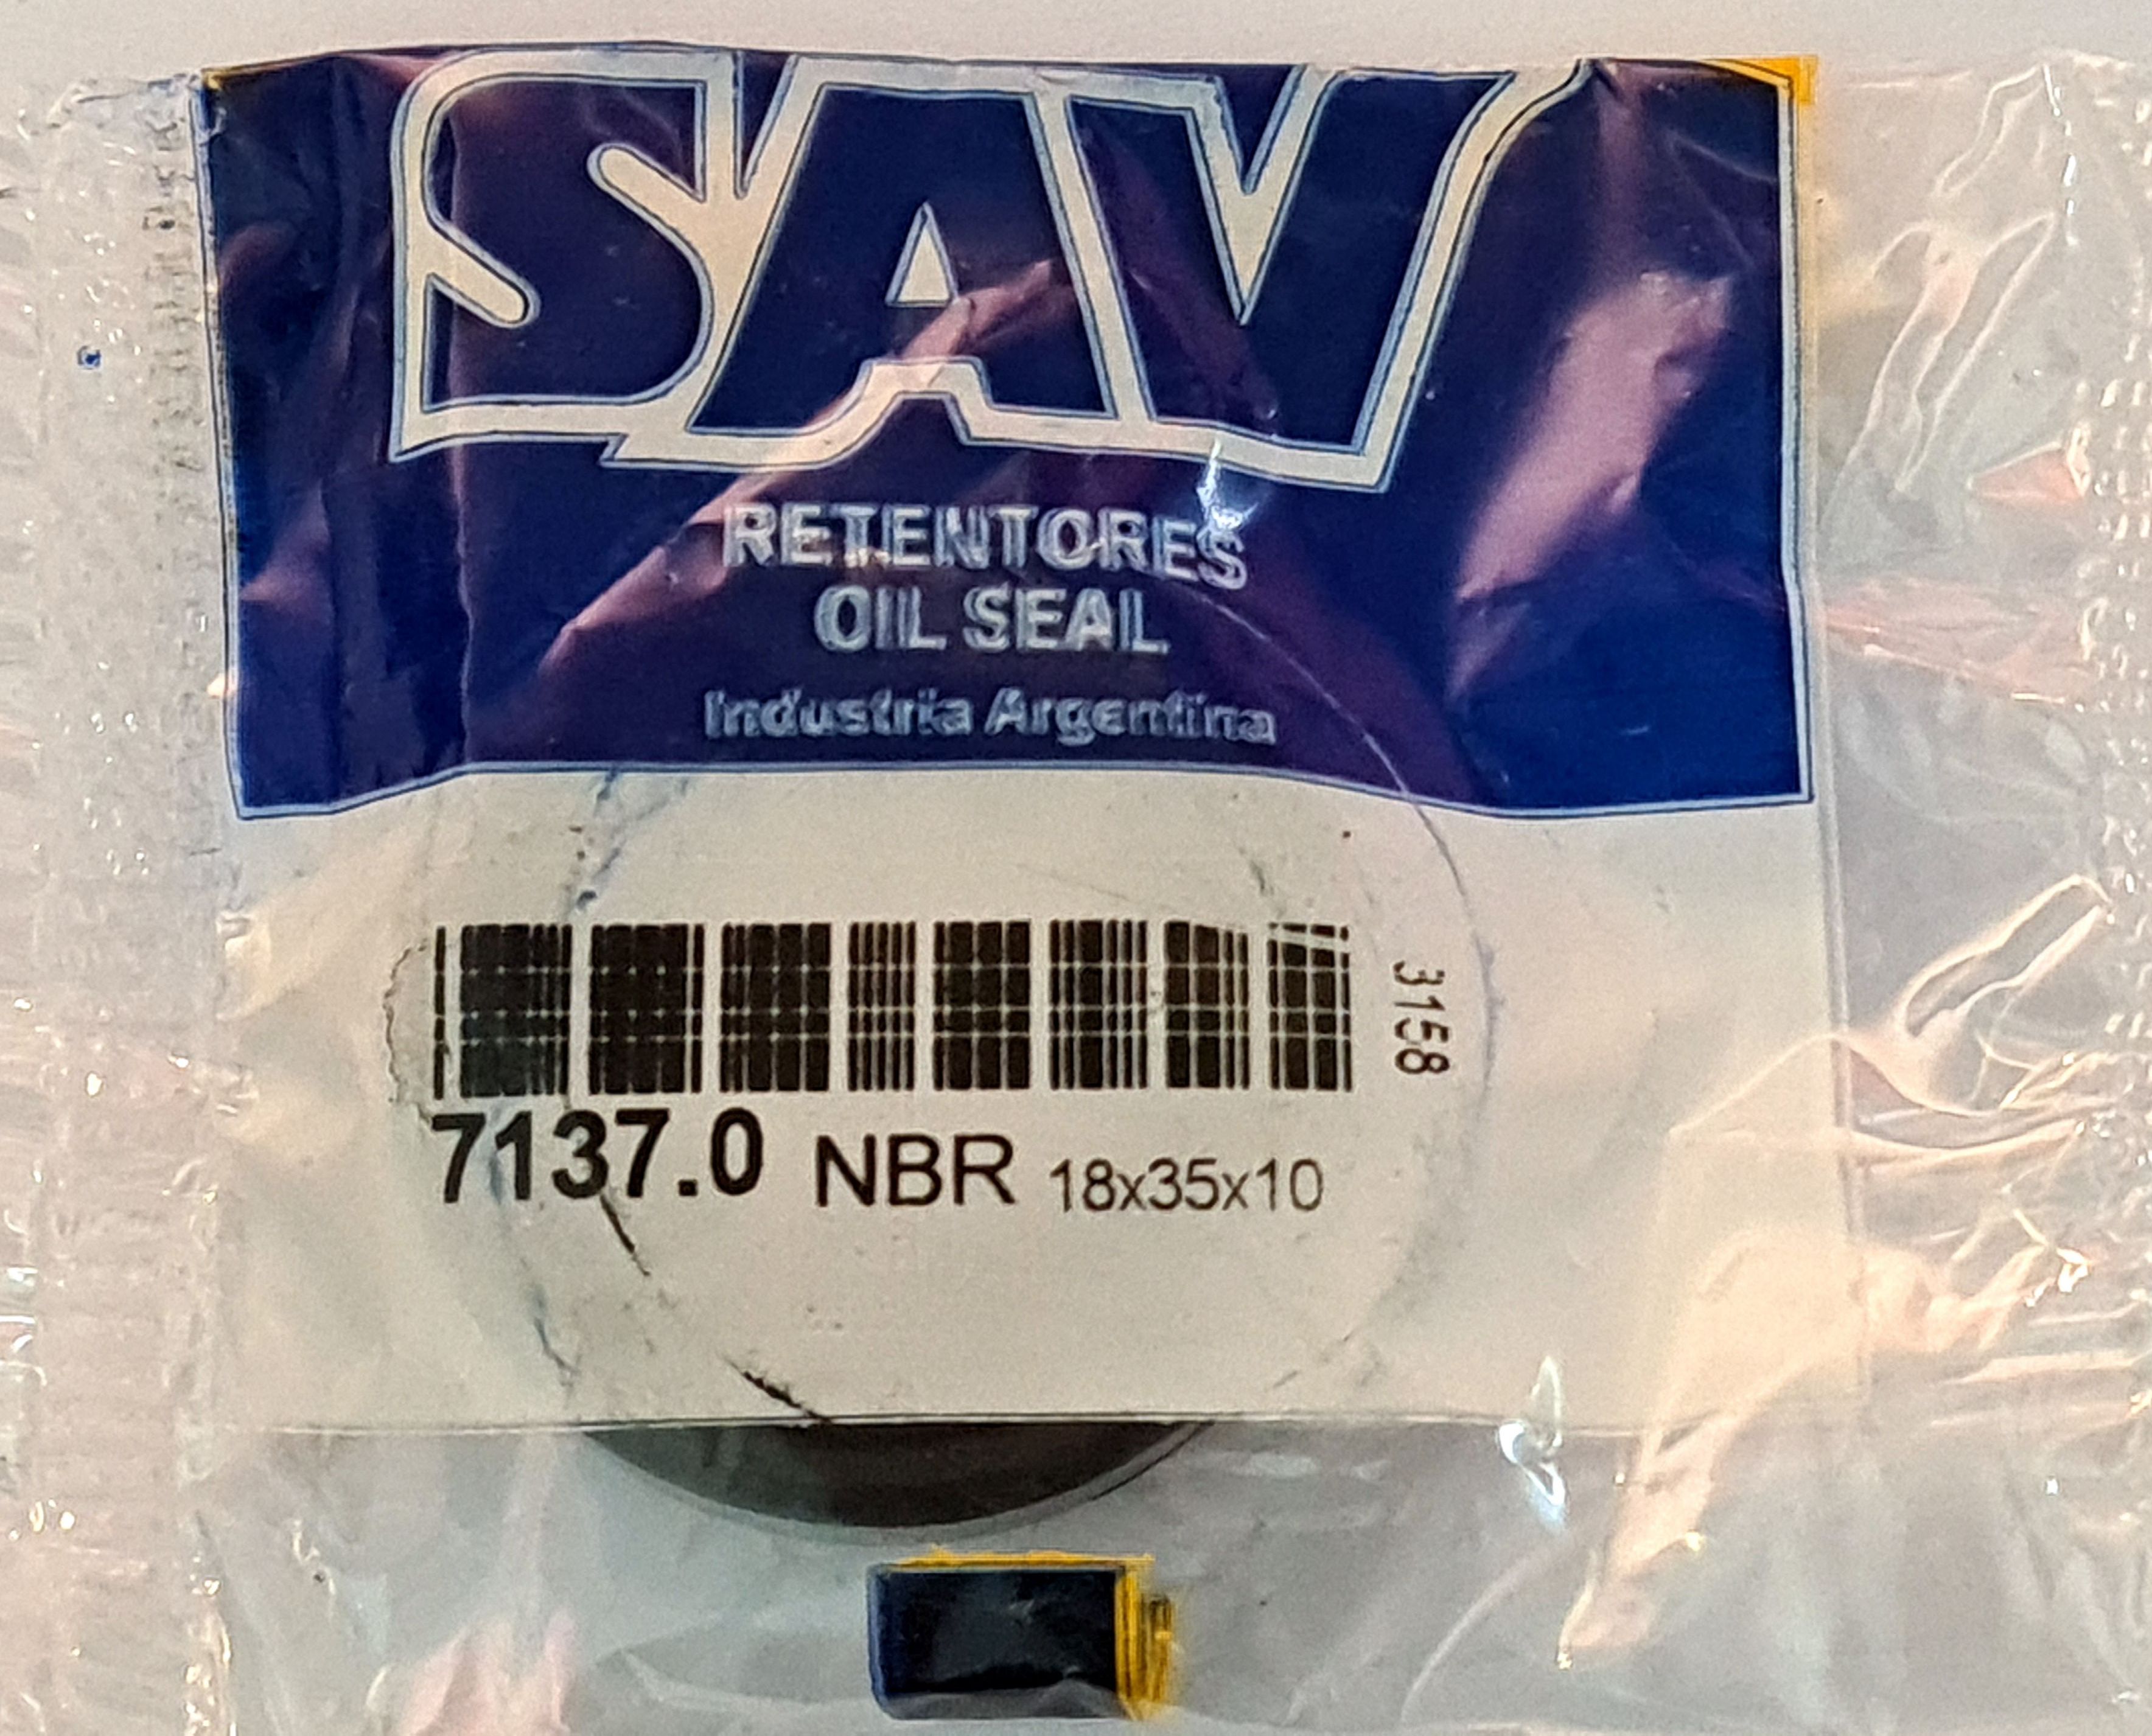 SAV
RETENTORES
OIL SEAL
Industria Argentina
3158
7137.0 NBR 18x35x10